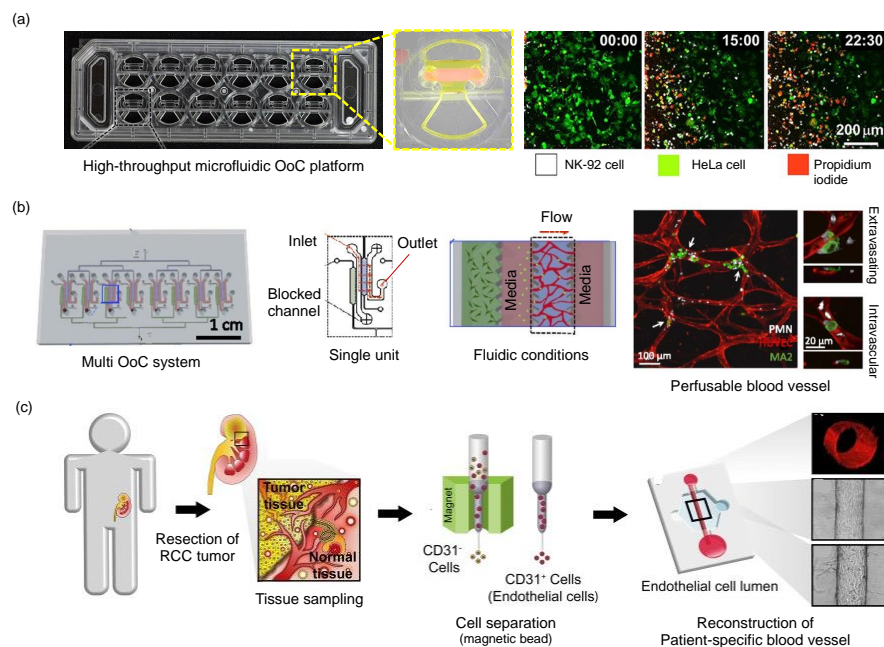 (a)
00:00
15:00
22:30
200 μm
High-throughput microfluidic OoC platform
NK-92 cell
HeLa cell
Propidium
iodide
(b)
Flow
Inlet
Outlet
Blocked
channel
Media
Media
1 cm
Multi OoC system
Single unit
Fluidic conditions
100 μm
PMN
HUVEC
MA2
20 μm
Extravasating
Intravascular
Perfusable blood vessel
(c)
Resection of
RCC tumor
Tumor
tissue
Normal
tissue
Tissue sampling
Magnet
CD31⁻
Cells
CD31⁺ Cells
(Endothelial cells)
Cell separation
(magnetic bead)
Endothelial cell lumen
Reconstruction of
Patient-specific blood vessel